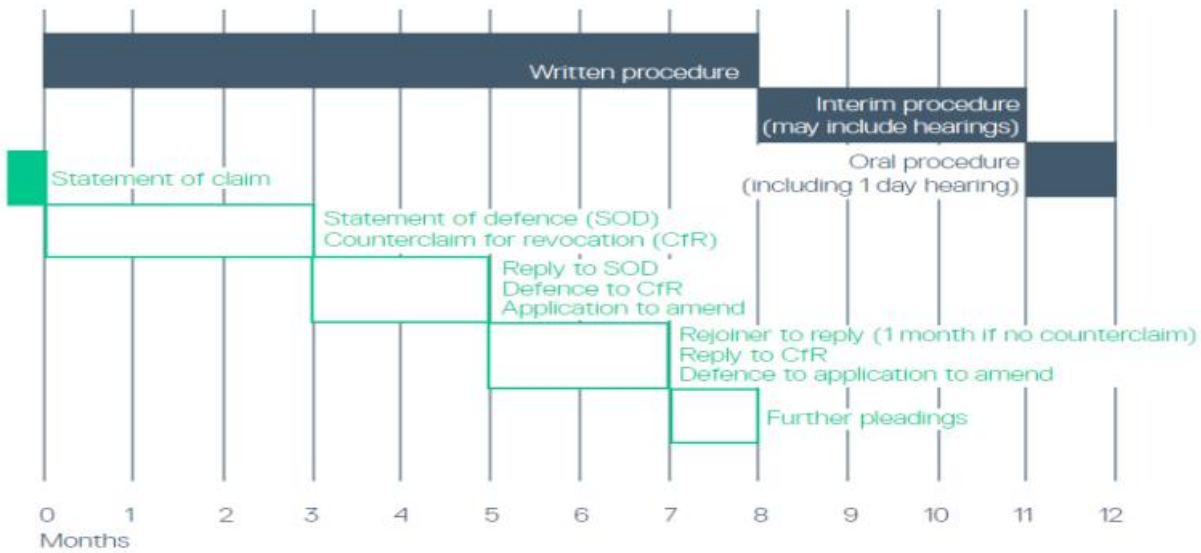 Written procedure
Interim procedure
(may include hearings)
Oral procedure
(including 1 day hearing)
Statement of claim
Statement of defence (SOD)
Counterclaim for revocation (CfR)
Reply to SOD
Defence to CfR
Application to amend
Rejoiner to reply (1 month if no counterclaim)
Reply to CfR
Defence to application to amend
Further pleadings
0 1 2 3 4 5 6 7 8 9 10 11 12
Months